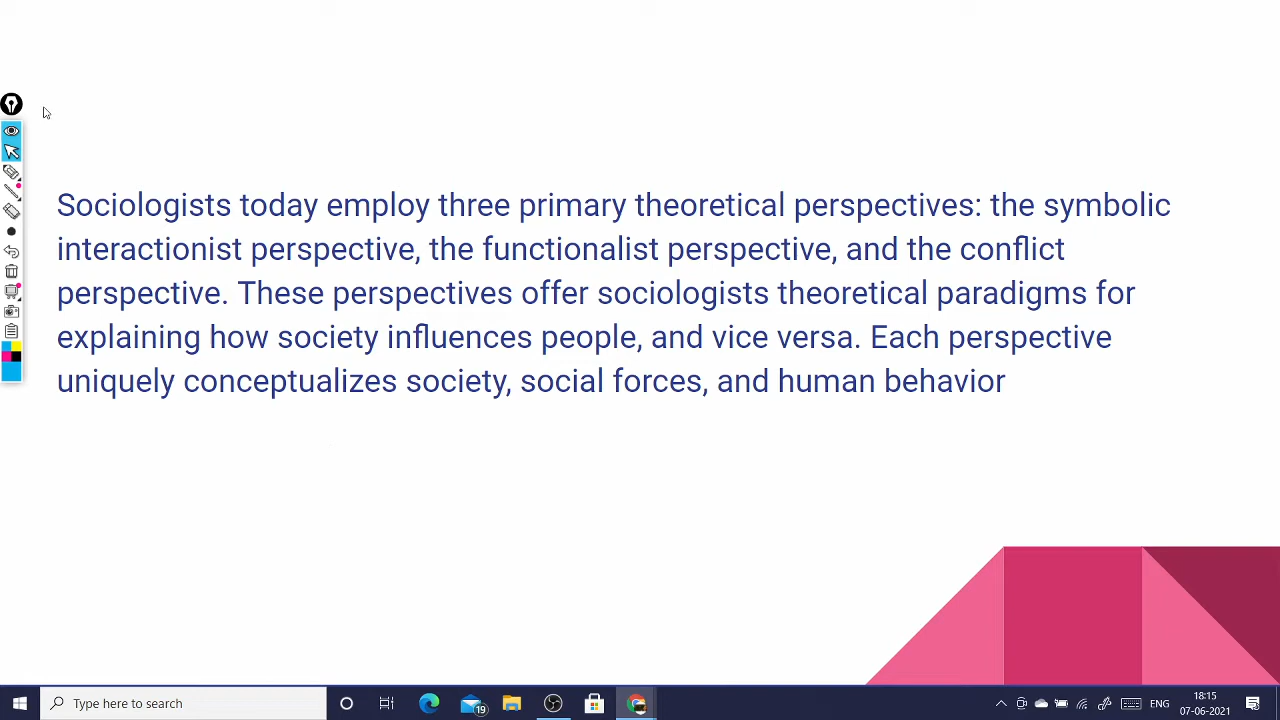 Sociologists today employ three primary theoretical perspectives: the symbolic
interactionist perspective, the functionalist perspective, and the conflict
perspective. These perspectives offer sociologists theoretical paradigms for
explaining how society influences people, and vice versa. Each perspective
uniquely conceptualizes society, social forces, and human behavior
Type here to search
19
ENG
18:15
07-06-2021